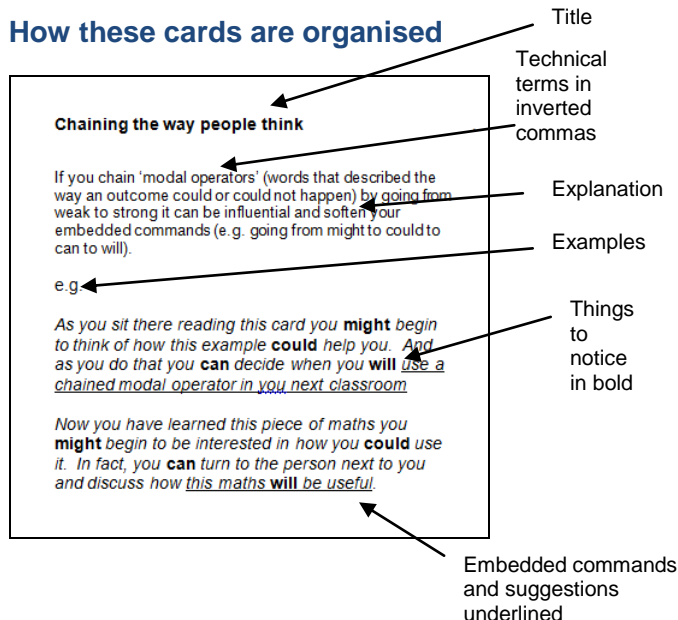 How these cards are organised
Title
Technical
terms in
inverted
commas
Chaining the way people think
If you chain ‘modal operators’ (words that described the
way an outcome could or could not happen) by going from
weak to strong it can be influential and soften your
embedded commands (e.g. going from might to could to
can to will).
Explanation
Examples
e.g.
Things
to
notice
in bold
As you sit there reading this card you might begin
to think of how this example could help you. And
as you do that you can decide when you will use a
chained modal operator in you next classroom
Now you have learned this piece of maths you
might begin to be interested in how you could use
it. In fact, you can turn to the person next to you
and discuss how this maths will be useful.
Embedded commands
and suggestions
underlined